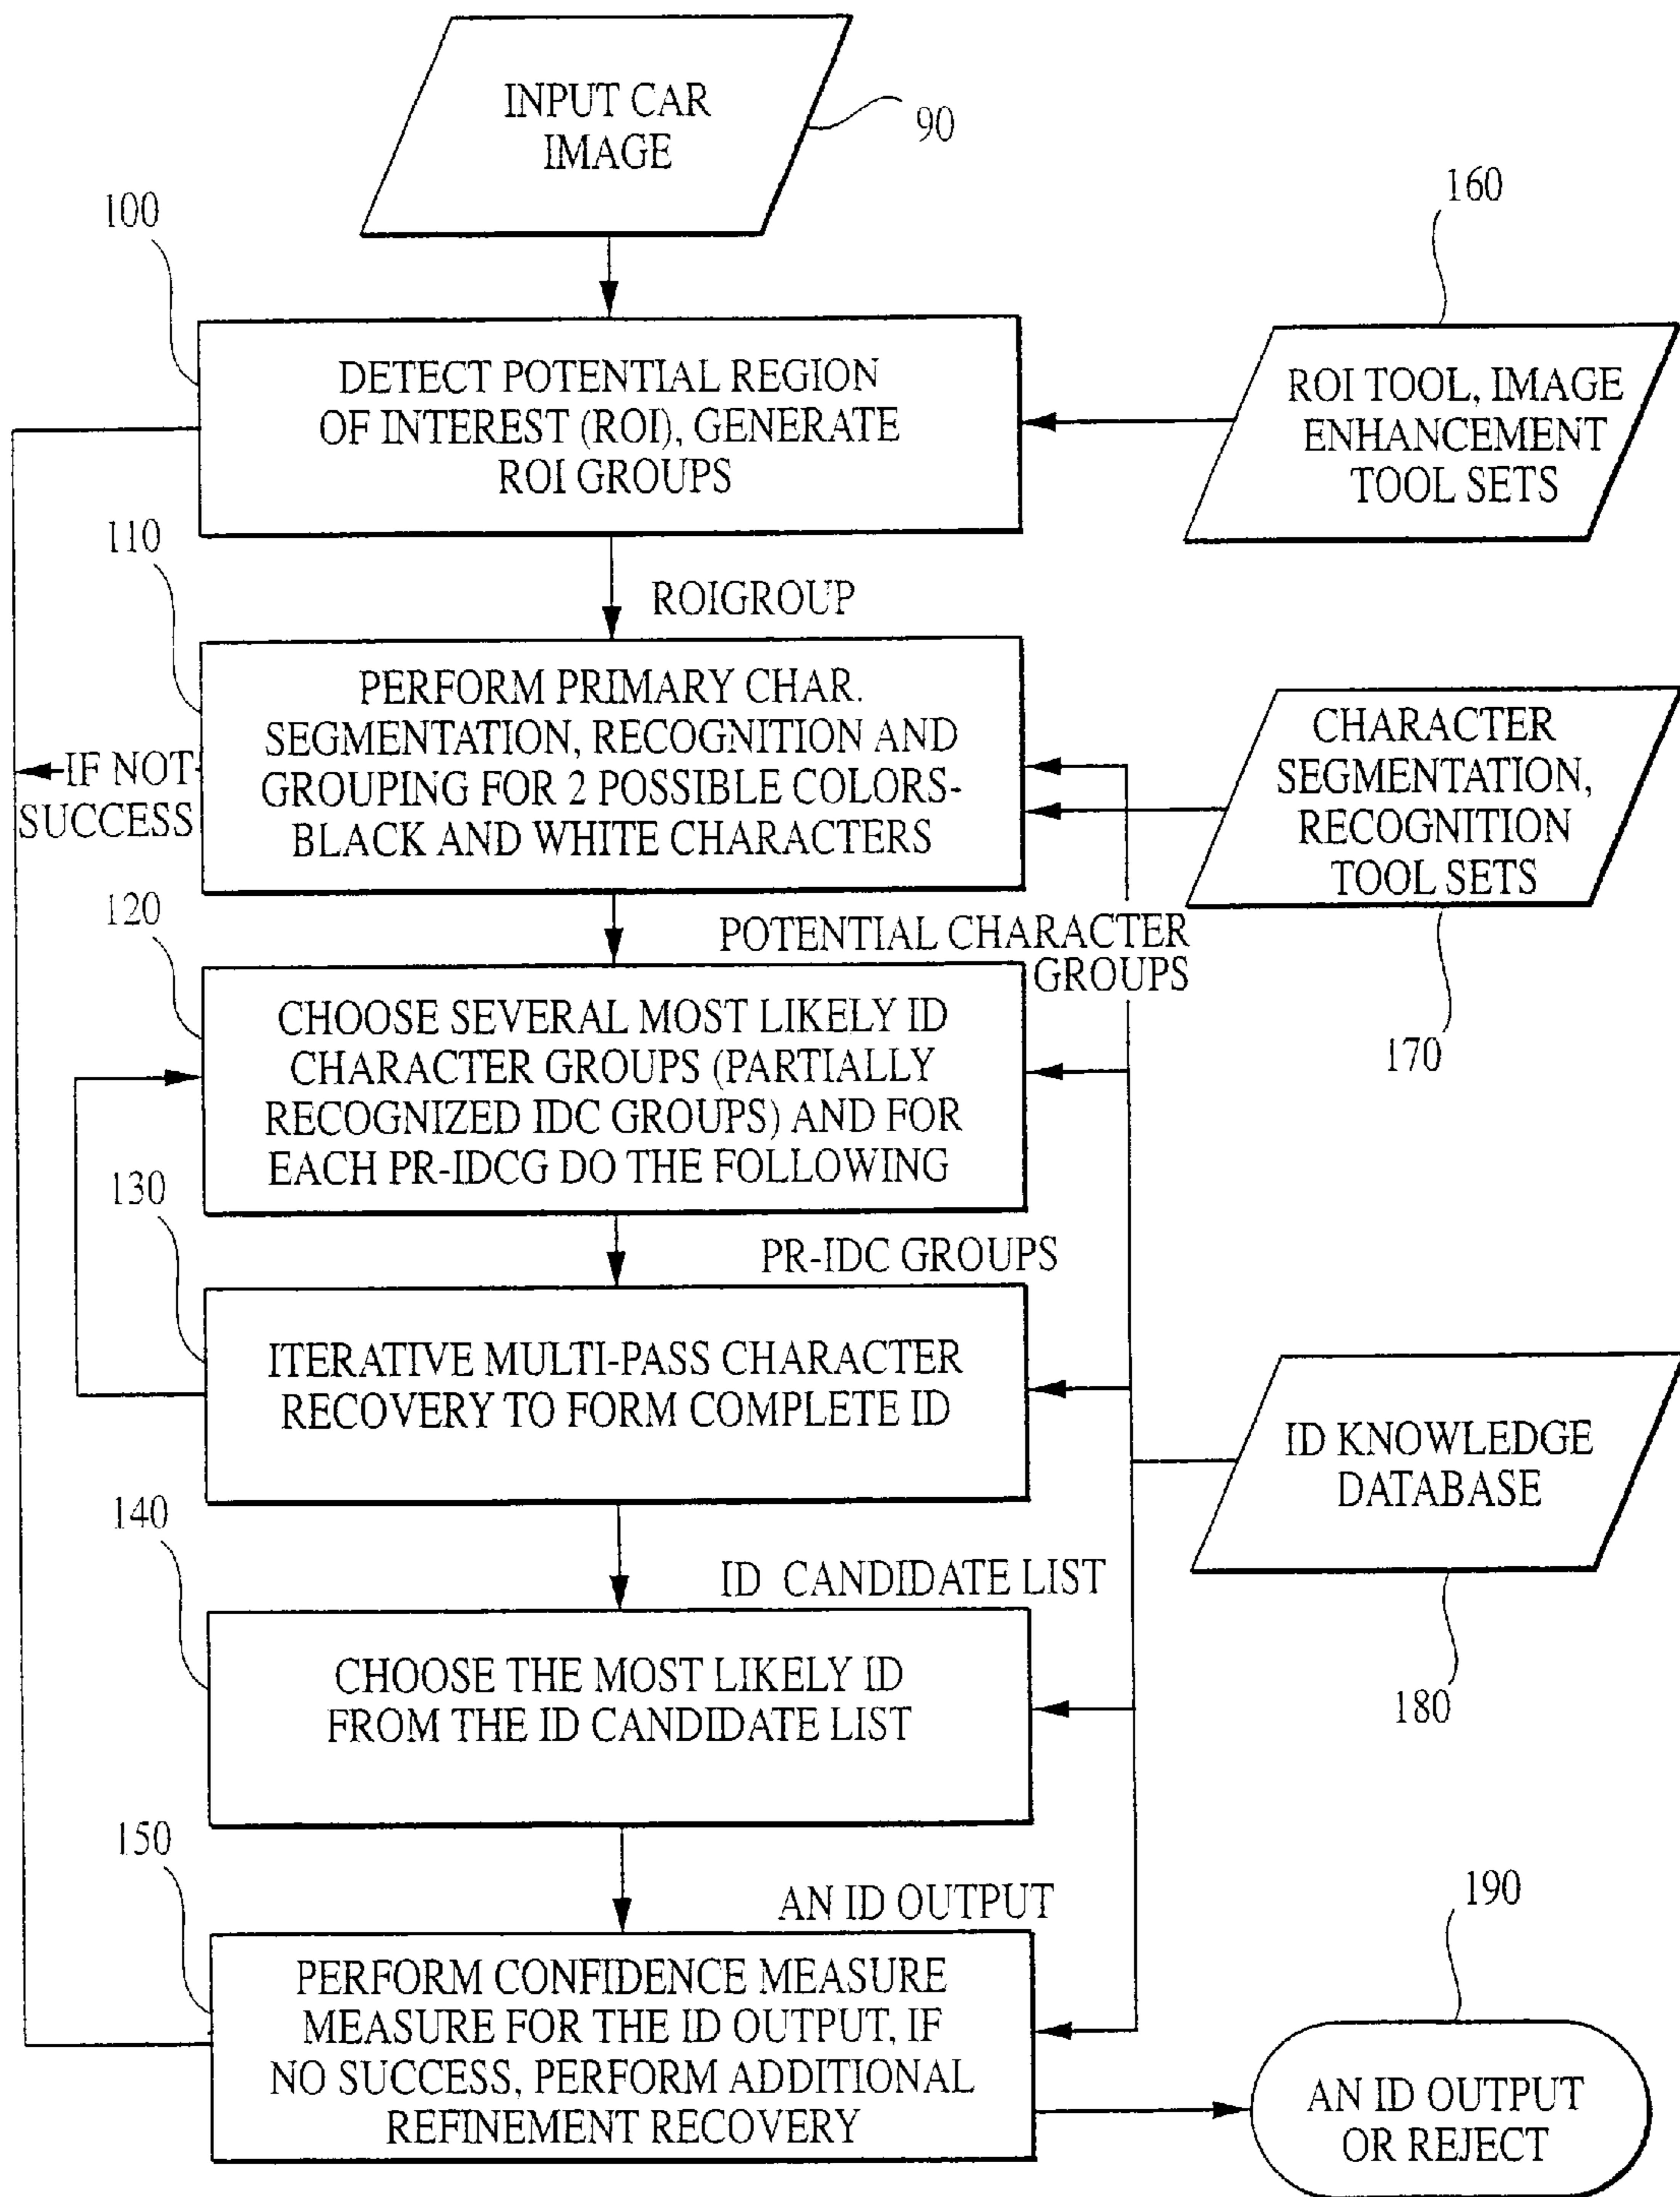 INPUT CAR
IMAGE
90
100
160
DETECT POTENTIAL REGION
OF INTEREST (ROI), GENERATE
ROI GROUPS
ROI TOOL, IMAGE
ENHANCEMENT
TOOL SETS
110
ROIGROUP
PERFORM PRIMARY CHAR.
SEGMENTATION, RECOGNITION AND
GROUPING FOR 2 POSSIBLE COLORS-
BLACK AND WHITE CHARACTERS
IF NOT
SUCCESS
CHARACTER
SEGMENTATION,
RECOGNITION
TOOL SETS
120
POTENTIAL CHARACTER
GROUPS
170
CHOOSE SEVERAL MOST LIKELY ID
CHARACTER GROUPS (PARTIALLY
RECOGNIZED IDC GROUPS) AND FOR
EACH PR-IDCG DO THE FOLLOWING
130
PR-IDC GROUPS
ITERATIVE MULTI-PASS CHARACTER
RECOVERY TO FORM COMPLETE ID
ID KNOWLEDGE
DATABASE
140
ID CANDIDATE LIST
180
CHOOSE THE MOST LIKELY ID
FROM THE ID CANDIDATE LIST
150
AN ID OUTPUT
190
PERFORM CONFIDENCE MEASURE
MEASURE FOR THE ID OUTPUT, IF
NO SUCCESS, PERFORM ADDITIONAL
REFINEMENT RECOVERY
AN ID OUTPUT
OR REJECT